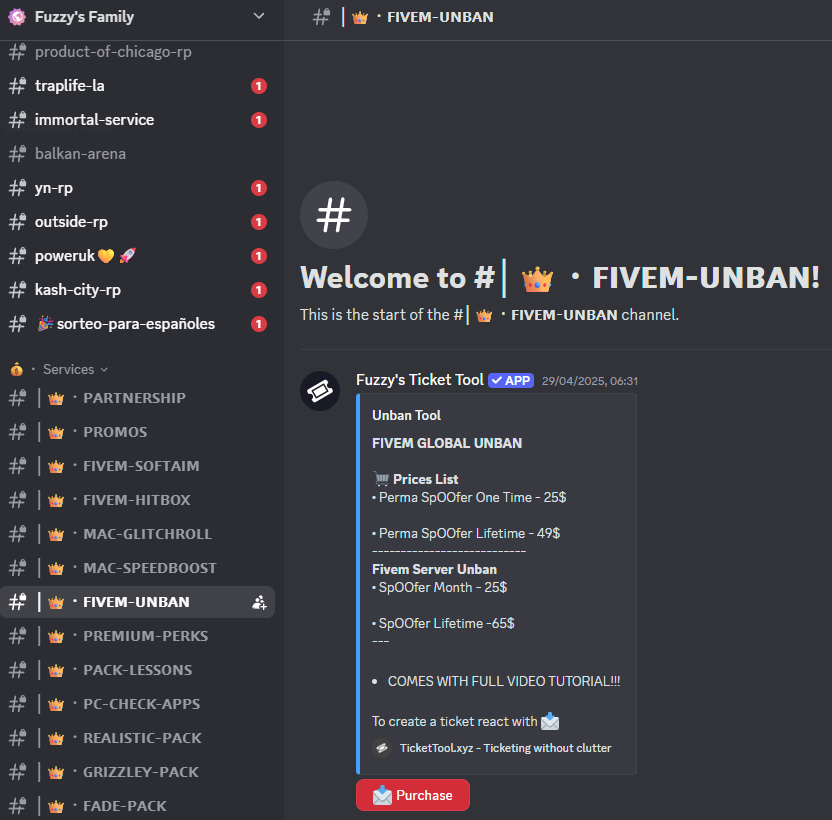 Fuzzy's Family
product-of-chicago-rp
traplife-la
1
immortal-service
1
balkan-arena
yn-rp
1
outside-rp
1
poweruk🧡🚀
1
kash-city-rp
1
🎉sorteo-para-españoles
1
💰 · Services
# │ 👑 · PARTNERSHIP
# │ 👑 · PROMOS
# │ 👑 · FIVEM-SOFTAIM
# │ 👑 · FIVEM-HITBOX
# │ 👑 · MAC-GLITCHROLL
# │ 👑 · MAC-SPEEDBOOST
# │ 👑 · FIVEM-UNBAN
# │ 👑 · PREMIUM-PERKS
# │ 👑 · PACK-LESSONS
# │ 👑 · PC-CHECK-APPS
# │ 👑 · REALISTIC-PACK
# │ 👑 · GRIZZLEY-PACK
# │ 👑 · FADE-PACK
# │ 👑 · FIVEM-UNBAN
Welcome to #│ 👑 · FIVEM-UNBAN!
This is the start of the #│ 👑 · FIVEM-UNBAN channel.
Fuzzy's Ticket Tool ✓ APP 29/04/2025, 06:31
Unban Tool
FIVEM GLOBAL UNBAN
🛒 Prices List
• Perma SpOOfer One Time - 25$
• Perma SpOOfer Lifetime - 49$
---------------------------
Fivem Server Unban
• SpOOfer Month - 25$
• SpOOfer Lifetime -65$
---
• COMES WITH FULL VIDEO TUTORIAL!!!
To create a ticket react with 📩
TicketTool.xyz - Ticketing without clutter
📩 Purchase